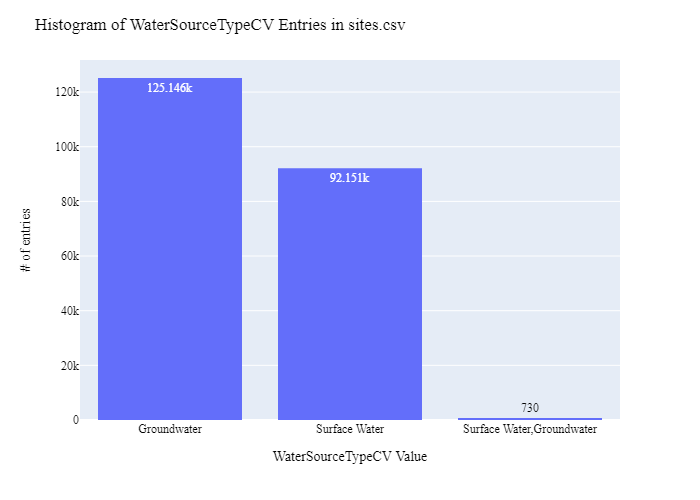 Histogram of WaterSourceTypeCV Entries in sites.csv
# of entries
120k
100k
80k
60k
40k
20k
0
125.146k
92.151k
730
Groundwater
Surface Water
Surface Water,Groundwater
WaterSourceTypeCV Value